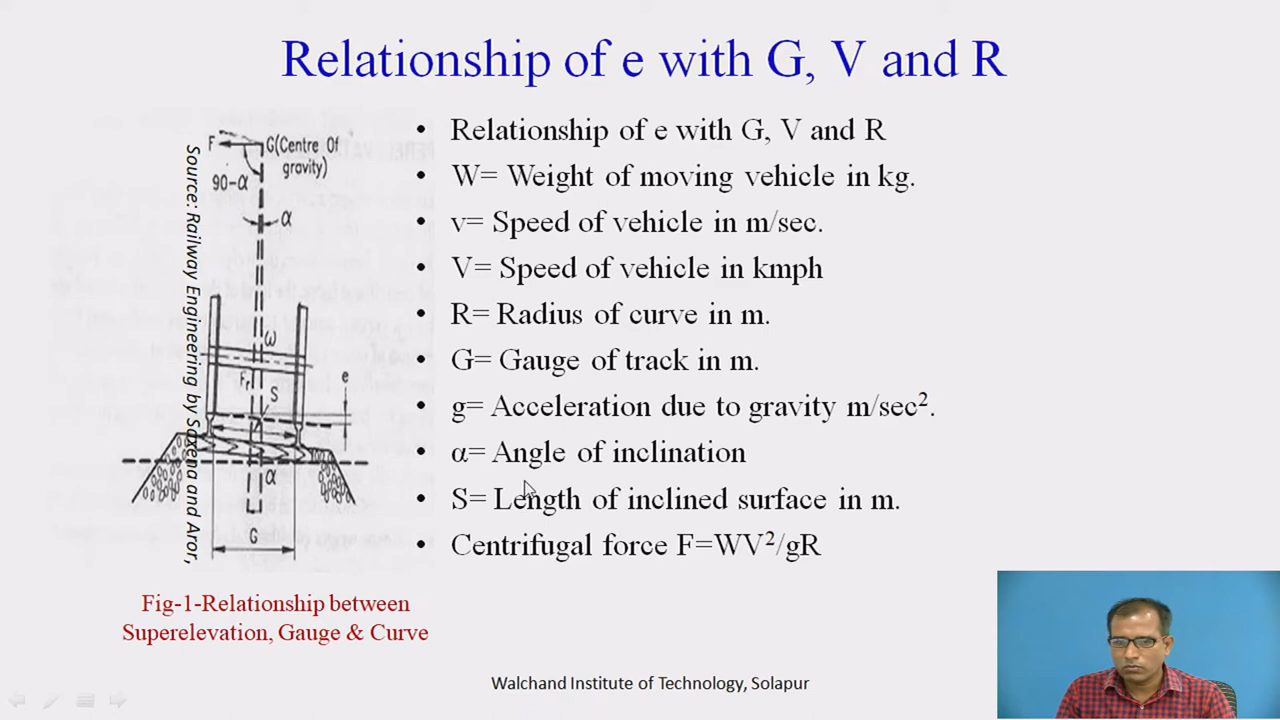 Relationship of e with G, V and R
F
G(Centre Of
gravity)
90-α
α
ω
Fr
S
e
α
G
Source: Railway Engineering by Saxena and Aror,
Fig-1-Relationship between
Superelevation, Gauge & Curve
• Relationship of e with G, V and R
• W= Weight of moving vehicle in kg.
• v= Speed of vehicle in m/sec.
• V= Speed of vehicle in kmph
• R= Radius of curve in m.
• G= Gauge of track in m.
• g= Acceleration due to gravity m/sec².
• α= Angle of inclination
• S= Length of inclined surface in m.
• Centrifugal force F=WV²/gR
Walchand Institute of Technology, Solapur